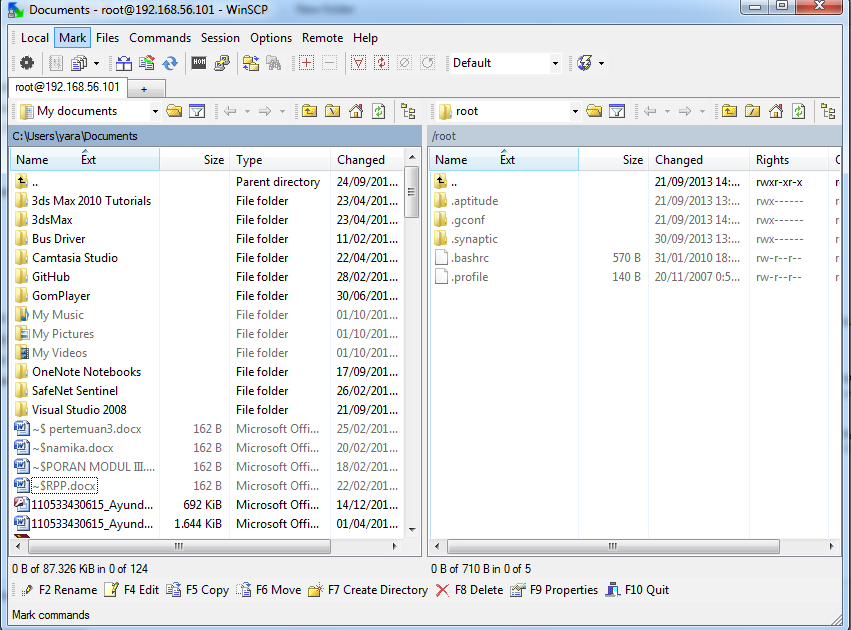 Documents - root@192.168.56.101 - WinSCP
Local Mark Files Commands Session Options Remote Help
Default
root@192.168.56.101 +
My documents root
C:\Users\yara\Documents /root
Name Ext Size Type Changed Name Ext Size Changed Rights
.. Parent directory 24/09/201... .. 21/09/2013 14:... rwxr-xr-x
3ds Max 2010 Tutorials File folder 23/04/201... .aptitude 21/09/2013 13:... rwx------
3dsMax File folder 23/04/201... .gconf 21/09/2013 14:... rwx------
Bus Driver File folder 11/02/201... .synaptic 30/09/2013 13:... rwx------
Camtasia Studio File folder 22/04/201... .bashrc 570 B 31/01/2010 18:... rw-r--r--
GitHub File folder 28/02/201... .profile 140 B 20/11/2007 0:5... rw-r--r--
GomPlayer File folder 30/06/201...
My Music File folder 01/10/201...
My Pictures File folder 01/10/201...
My Videos File folder 01/10/201...
OneNote Notebooks File folder 17/09/201...
SafeNet Sentinel File folder 26/02/201...
Visual Studio 2008 File folder 21/09/201...
~$ pertemuan3.docx 162 B Microsoft Offi... 25/02/201...
~$namika.docx 162 B Microsoft Offi... 20/02/201...
~$PORAN MODUL III.... 162 B Microsoft Offi... 18/02/201...
~$RPP.docx 162 B Microsoft Offi... 22/02/201...
110533430615_Ayund... 692 KiB Microsoft Offi... 14/12/201...
110533430615_Ayund... 1.644 KiB Microsoft Offi... 01/04/201...
0 B of 87.326 KiB in 0 of 124 0 B of 710 B in 0 of 5
F2 Rename F4 Edit F5 Copy F6 Move F7 Create Directory F8 Delete F9 Properties F10 Quit
Mark commands